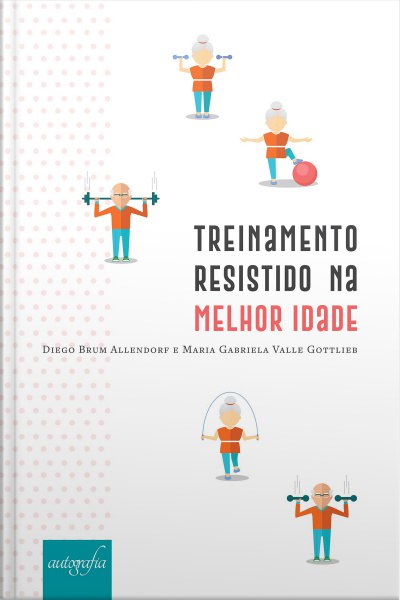 TREINAMENTO
RESISTIDO NA
MELHOR IDADE
Diego Brum Allendorf e Maria Gabriela Valle Gottlieb
autografia